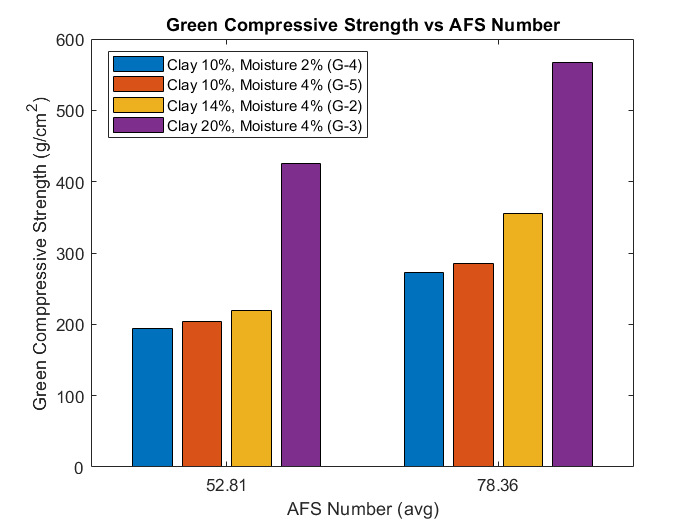 Green Compressive Strength vs AFS Number
600
500
400
300
200
100
0
Green Comppressive Strength (g/cm2)
Clay 10%, Moisture 2% (G-4)
Clay 10%, Moisture 4% (G-5)
Clay 14%, Moisture 4% (G-2)
Clay 20%, Moisture 4% (G-3)
52.81
78.36
AFS Number (avg)